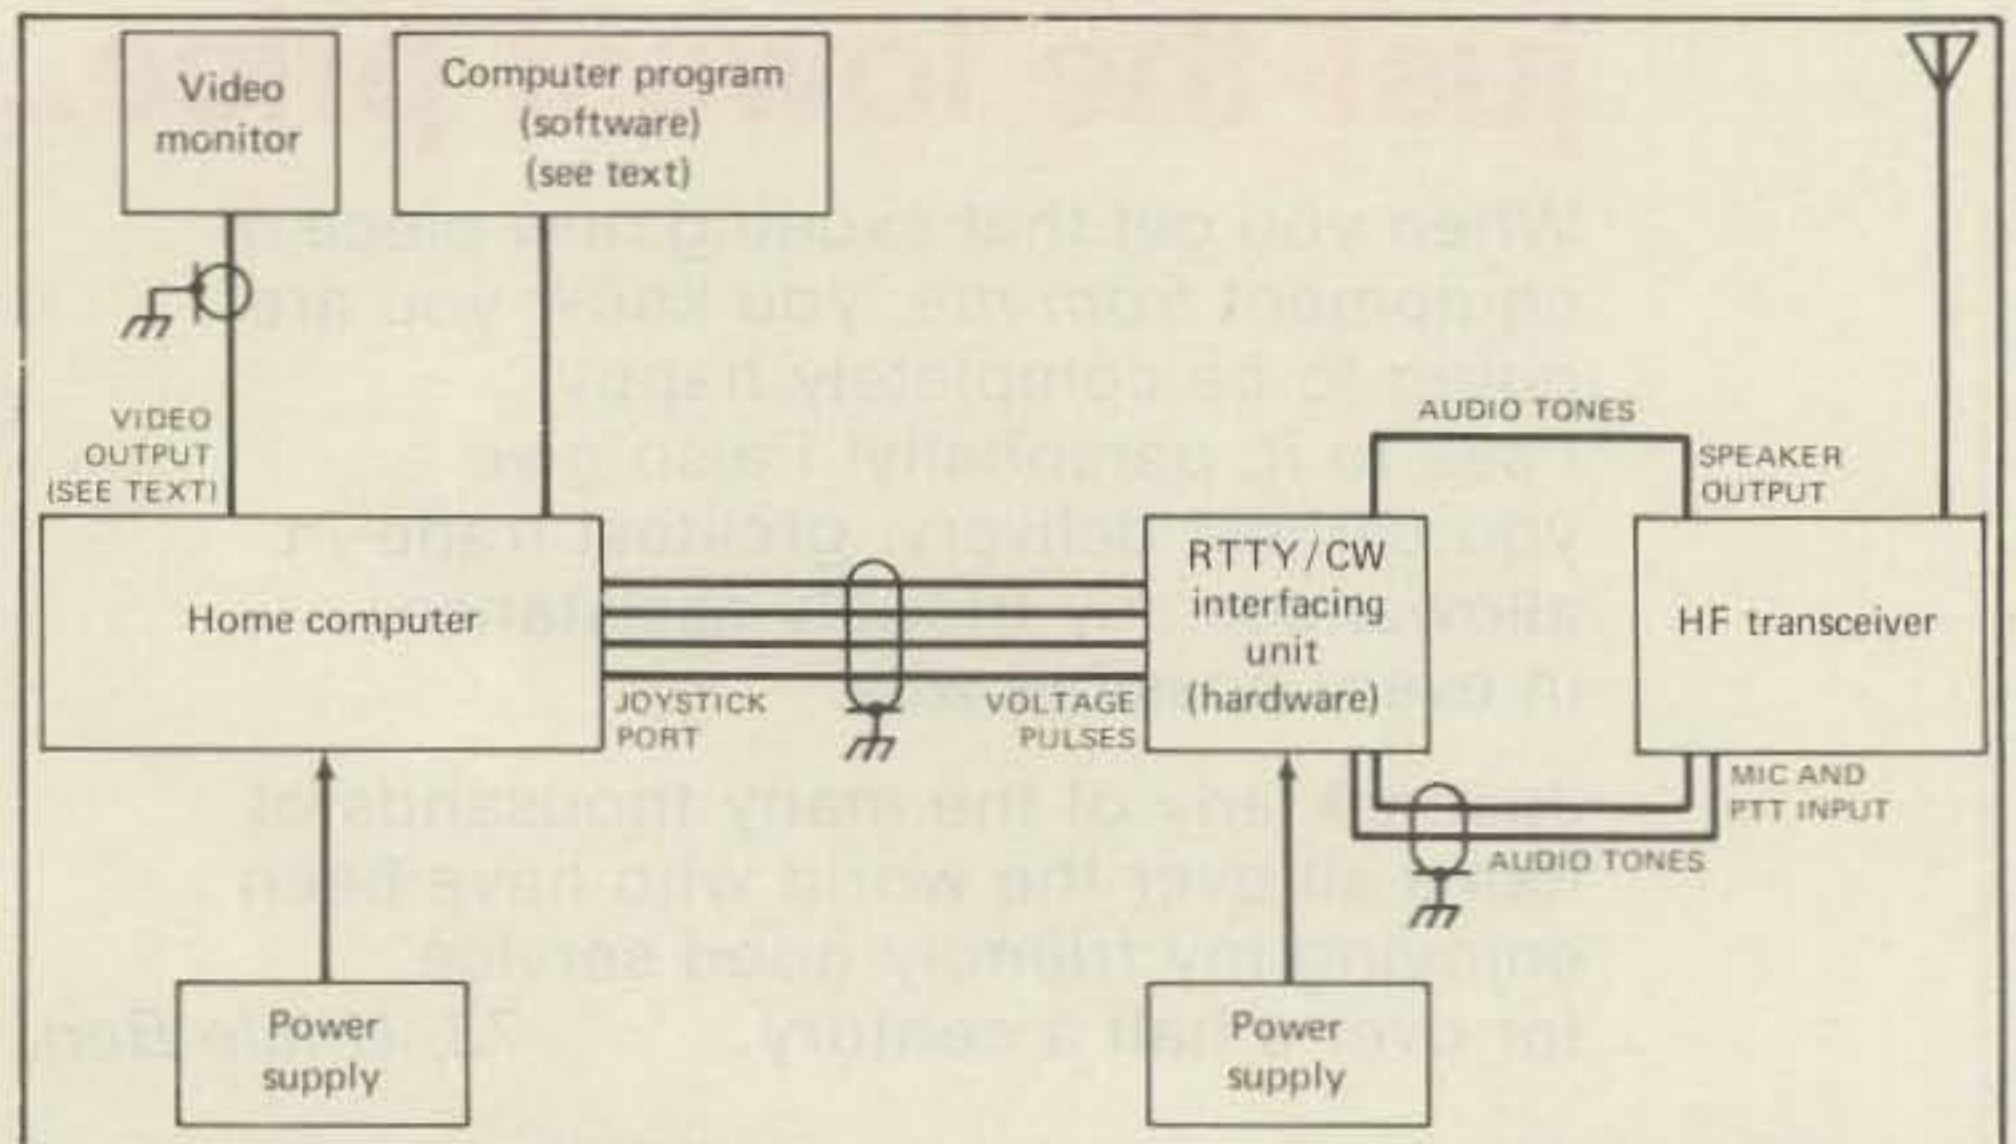 Video
monitor
Computer program
(software)
(see text)
VIDEO
OUTPUT
(SEE TEXT)
AUDIO TONES
SPEAKER
OUTPUT
Home computer
RTTY/CW
interfacing
unit
(hardware)
HF transceiver
JOYSTICK
PORT
VOLTAGE
PULSES
MIC AND
PTT INPUT
AUDIO TONES
Power
supply
Power
supply